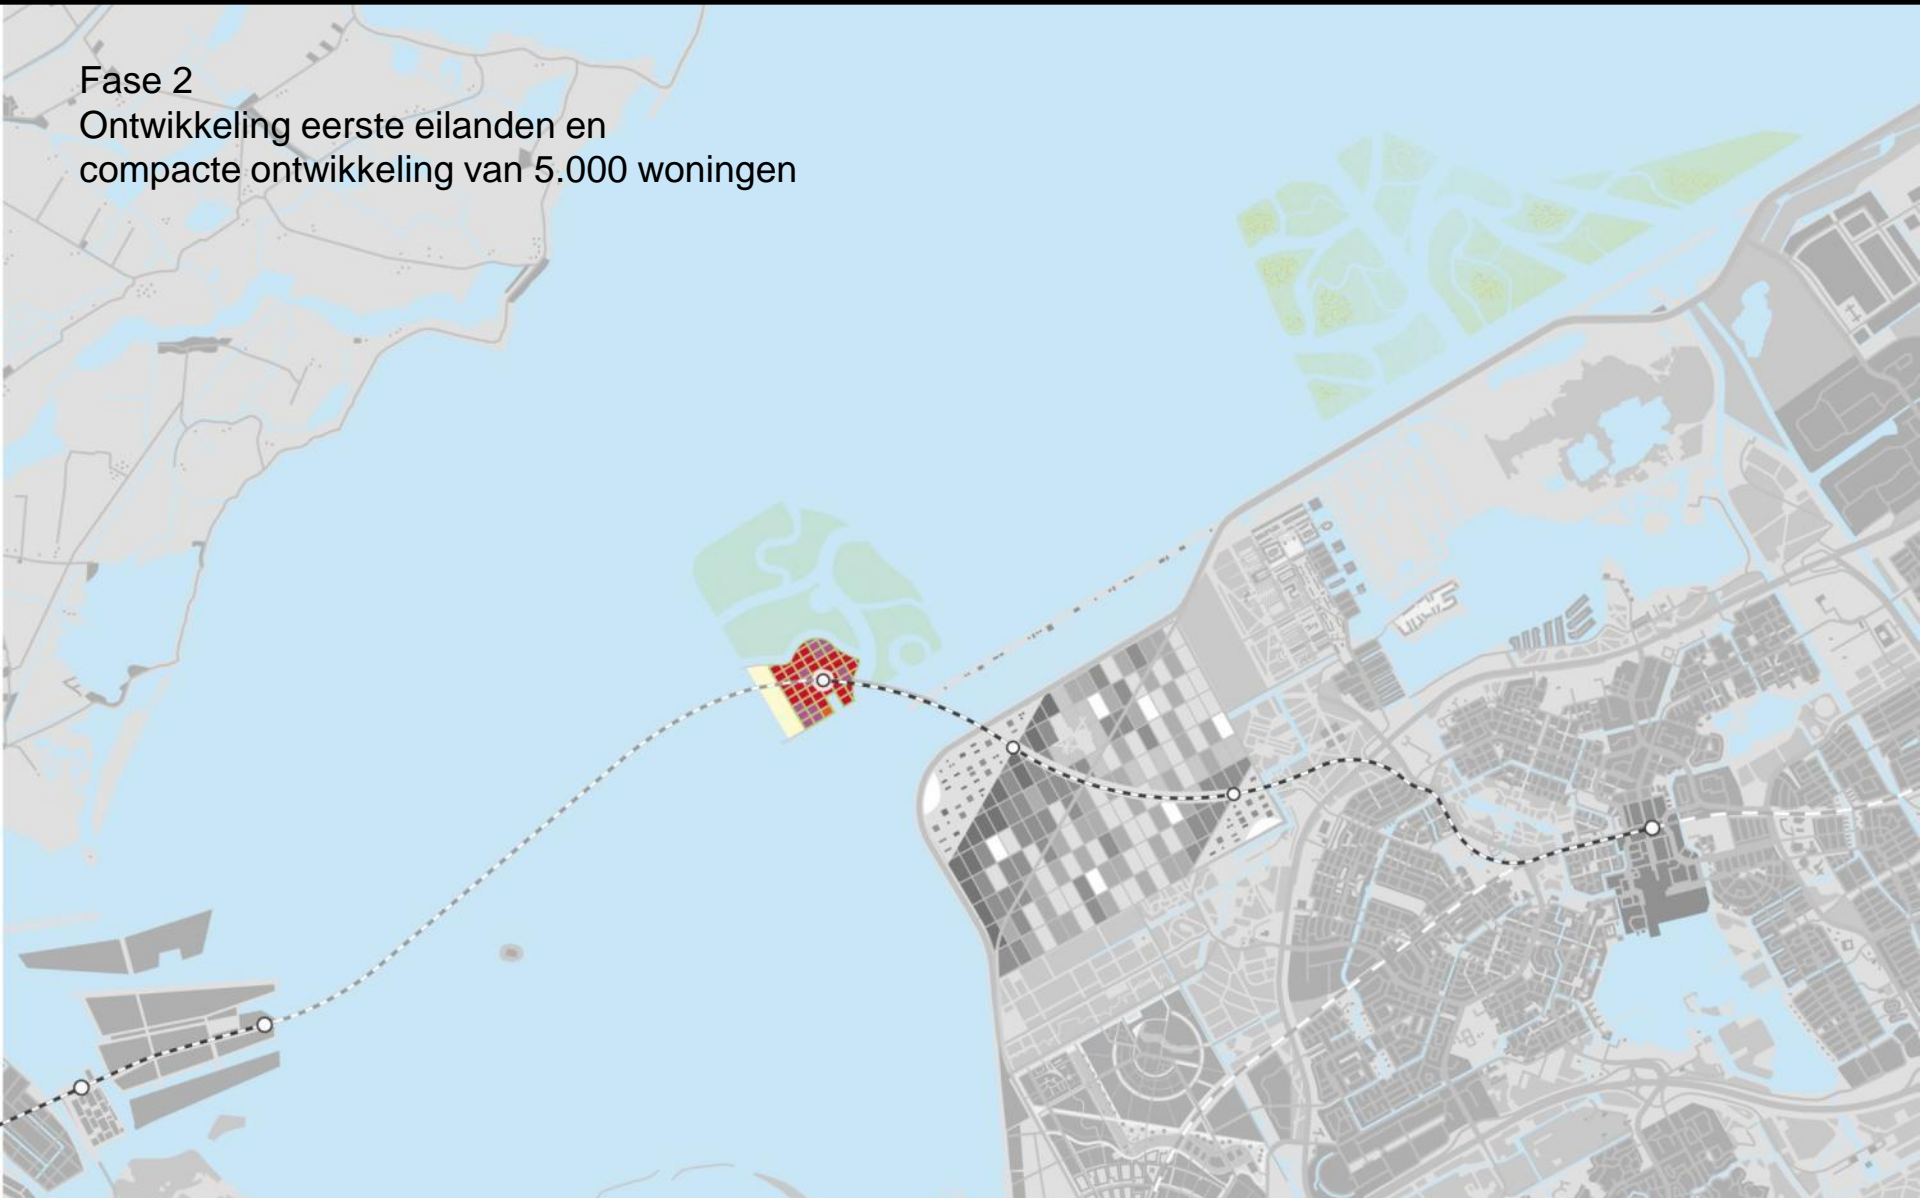 Fase 2
Ontwikkeling eerste eilanden en
compacte ontwikkeling van 5.000 woningen